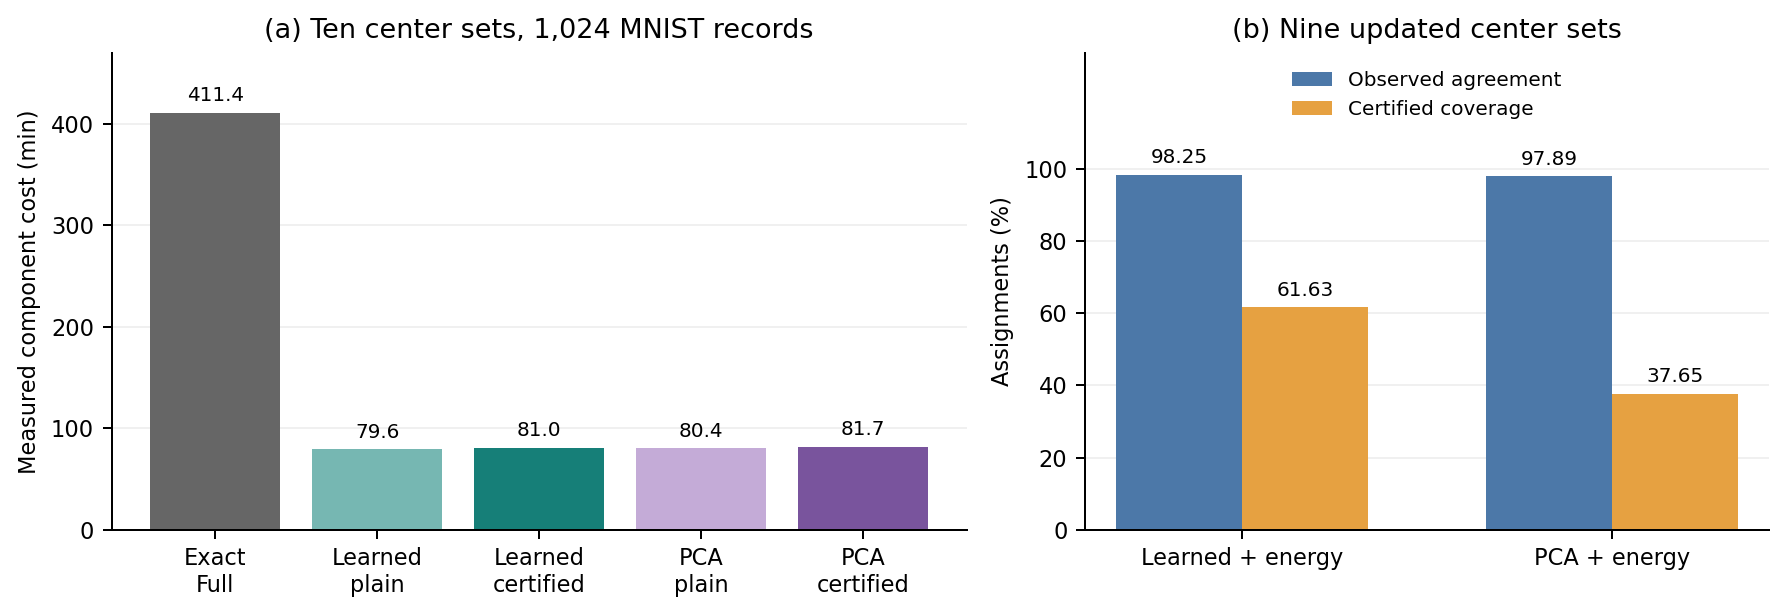 (a) Ten center sets, 1,024 MNIST records
Measured component cost (min)
400
300
200
100
0
411.4
79.6
81.0
80.4
81.7
Exact
Full
Learned
plain
Learned
certified
PCA
plain
PCA
certified
(b) Nine updated center sets
Observed agreement
Certified coverage
Assignments (%)
100
80
60
40
20
0
98.25
61.63
97.89
37.65
Learned + energy
PCA + energy